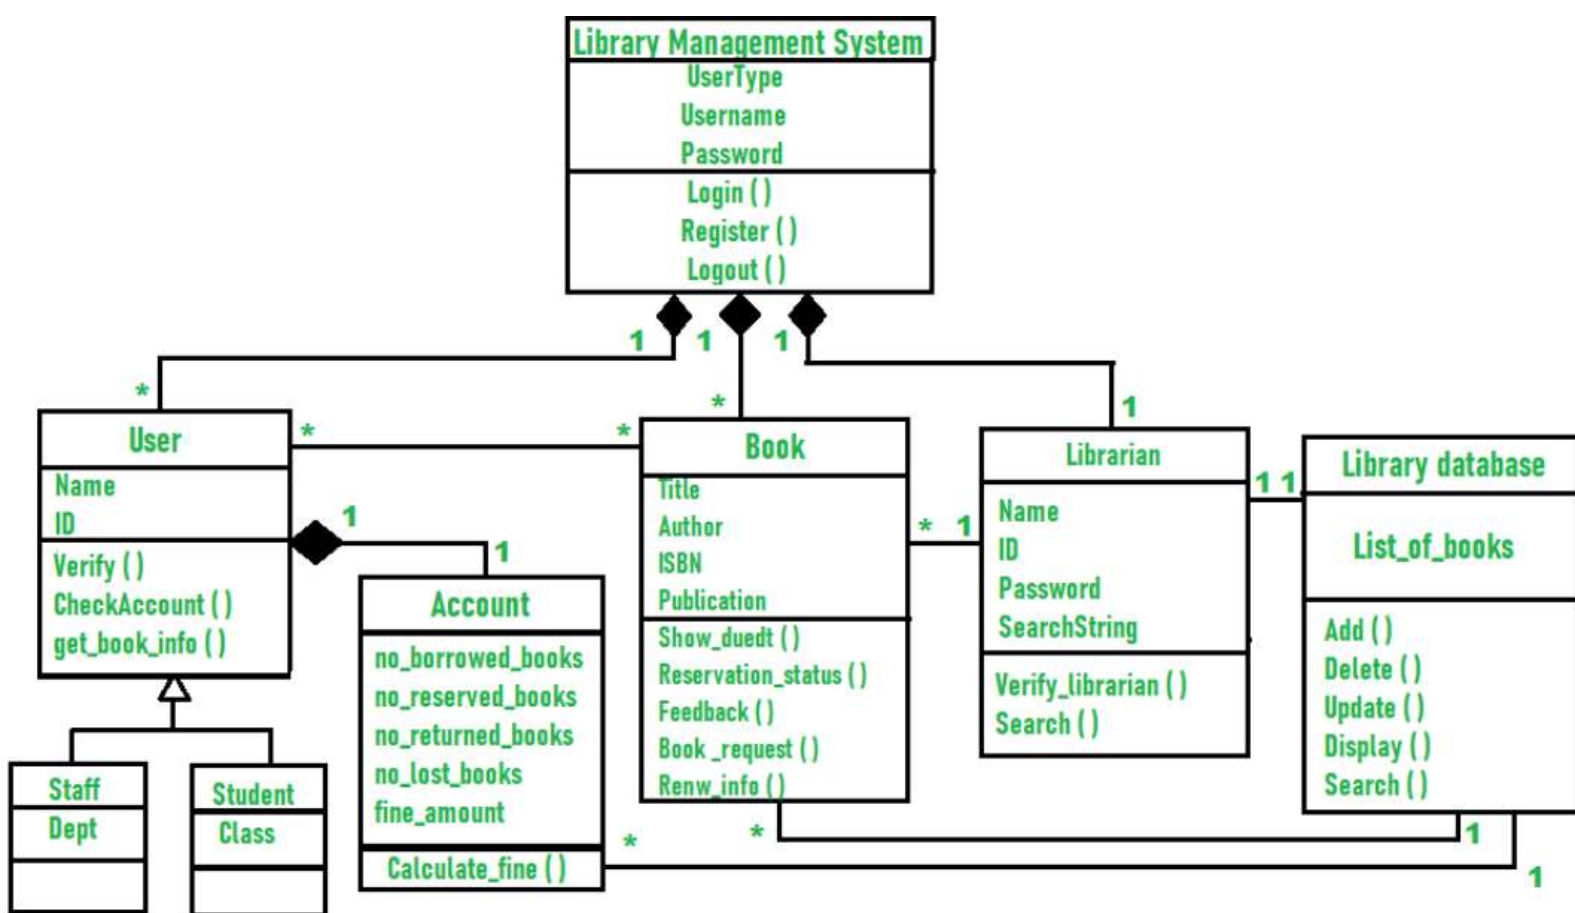 Library Management System
UserType
Username
Password
Login ( )
Register ( )
Logout ( )
1
1
1
*
*
1
User
Name
ID
Verify ( )
CheckAccount ( )
get_book_info ( )
*
*
1
1
Staff
Dept
Student
Class
Account
no_borrowed_books
no_reserved_books
no_returned_books
no_lost_books
fine_amount
Calculate_fine ( )
Book
Title
Author
ISBN
Publication
Show_duedt ( )
Reservation_status ( )
Feedback ( )
Book _request ( )
Renw_info ( )
*
1
Librarian
Name
ID
Password
SearchString
Verify_librarian ( )
Search ( )
1 1
Library database
List_of_books
Add ( )
Delete ( )
Update ( )
Display ( )
Search ( )
*
1
*
1